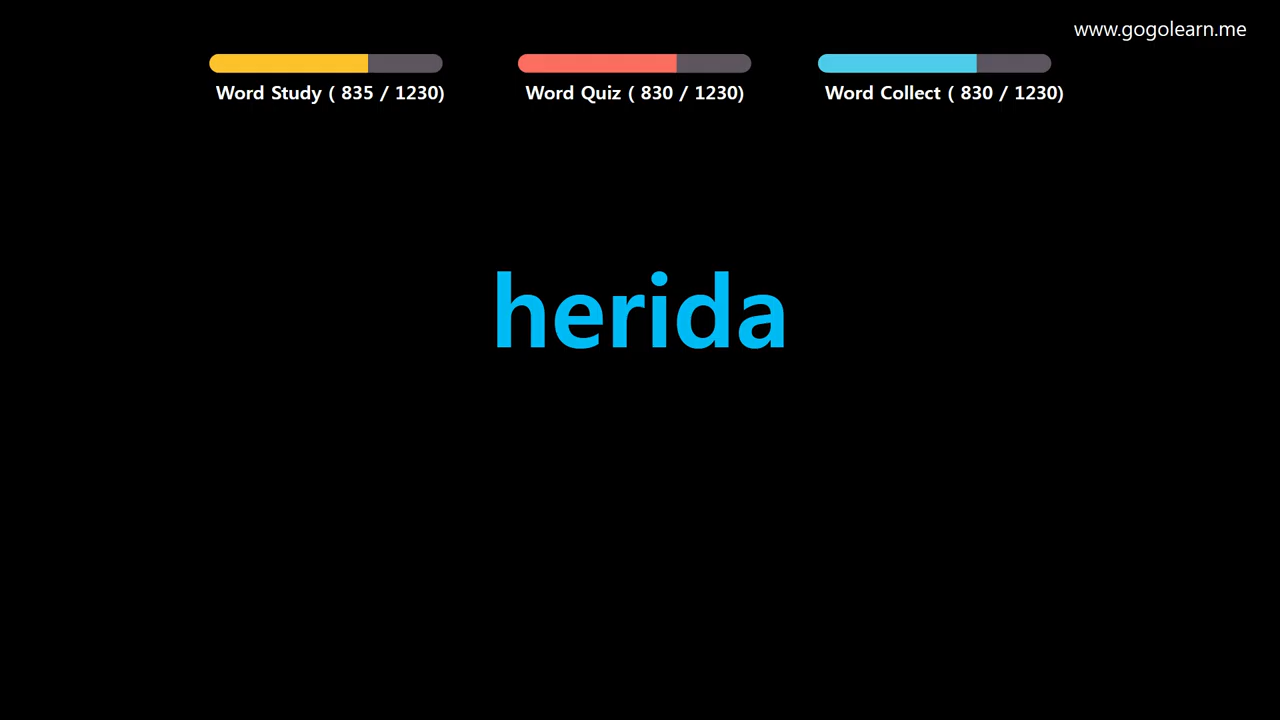 www.gogolearn.me
Word Study ( 835 / 1230)
Word Quiz ( 830 / 1230)
Word Collect ( 830 / 1230)
herida